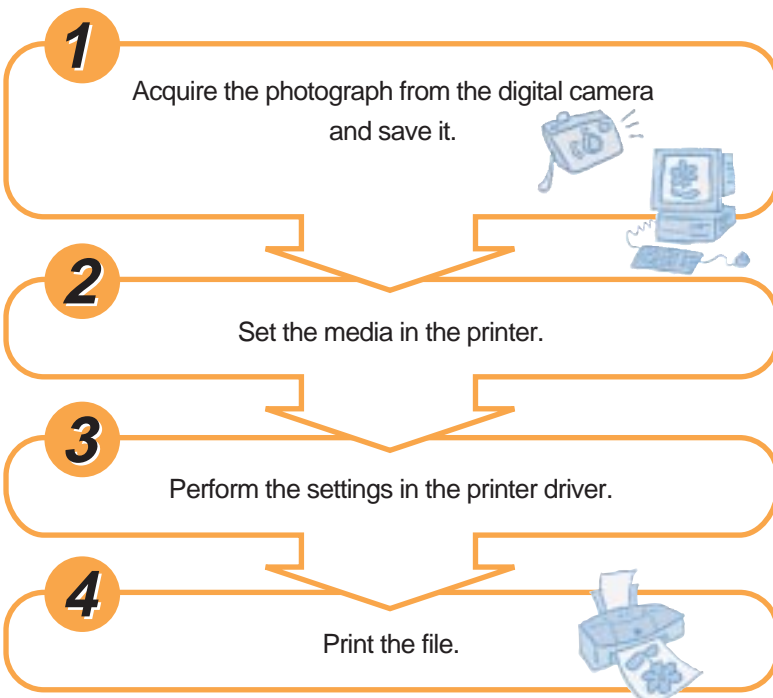 1
Acquire the photograph from the digital camera
and save it.
2
Set the media in the printer.
3
Perform the settings in the printer driver.
4
Print the file.